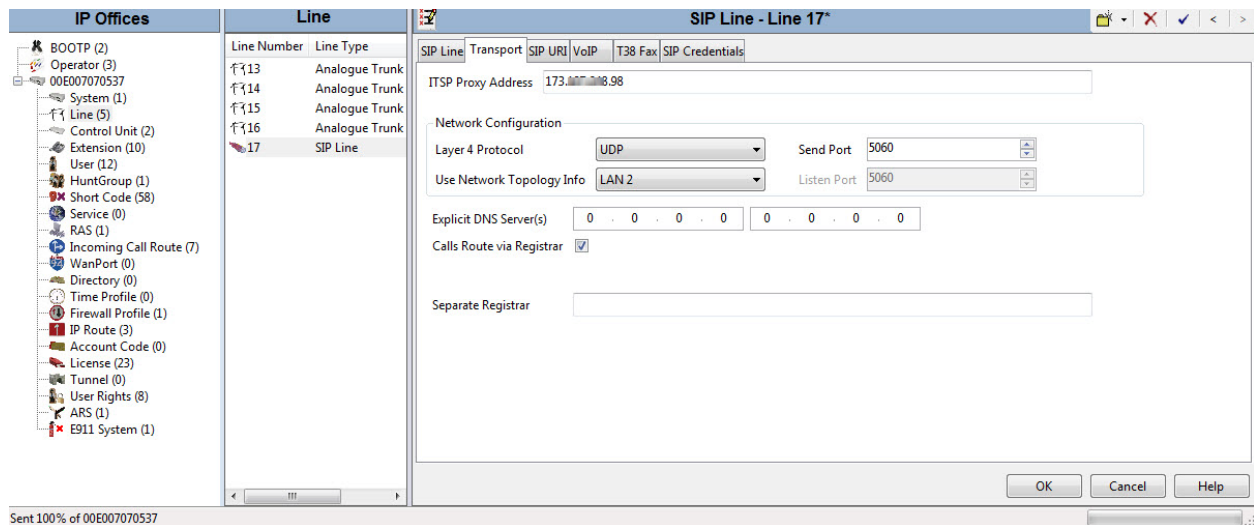 IP Offices
BOOTP (2)
Operator (3)
00E007070537
System (1)
Line (5)
Control Unit (2)
Extension (10)
User (12)
HuntGroup (1)
Short Code (58)
Service (0)
RAS (1)
Incoming Call Route (7)
WanPort (0)
Directory (0)
Time Profile (0)
Firewall Profile (1)
IP Route (3)
Account Code (0)
License (23)
Tunnel (0)
User Rights (8)
ARS (1)
E911 System (1)
Line
Line Number Line Type
13 Analogue Trunk
14 Analogue Trunk
15 Analogue Trunk
16 Analogue Trunk
17 SIP Line
SIP Line - Line 17*
SIP Line Transport SIP URI VoIP T38 Fax SIP Credentials
ITSP Proxy Address 173. 8.98
Network Configuration
Layer 4 Protocol UDP Send Port 5060
Use Network Topology Info LAN 2 Listen Port 5060
Explicit DNS Server(s) 0 . 0 . 0 . 0 0 . 0 . 0 . 0
Calls Route via Registrar
Separate Registrar
OK Cancel Help
Sent 100% of 00E007070537